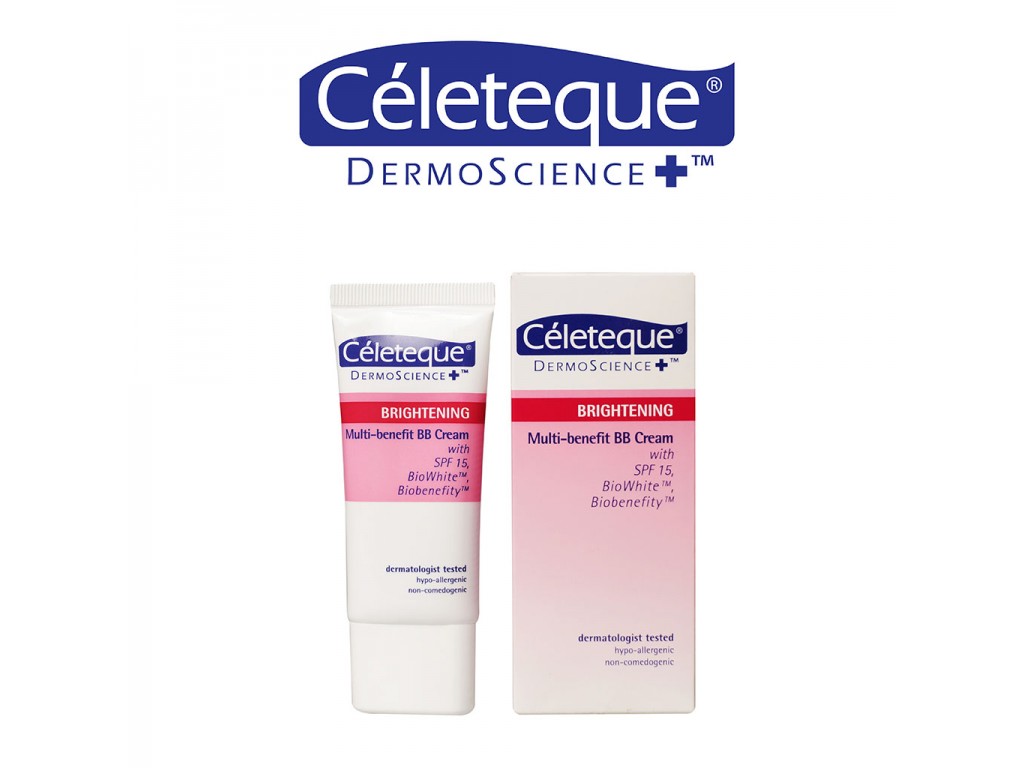 Céleteque®
DERMOSCIENCE+™
Céleteque®
DERMOSCIENCE+™
BRIGHTENING
Multi-benefit BB Cream
with
SPF 15,
BioWhite™,
Biobenefity™
dermatologist tested
hypo-allergenic
non-comedogenic
Céleteque®
DERMOSCIENCE+™
BRIGHTENING
Multi-benefit BB Cream
with
SPF 15,
BioWhite™,
Biobenefity™
dermatologist tested
hypo-allergenic
non-comedogenic